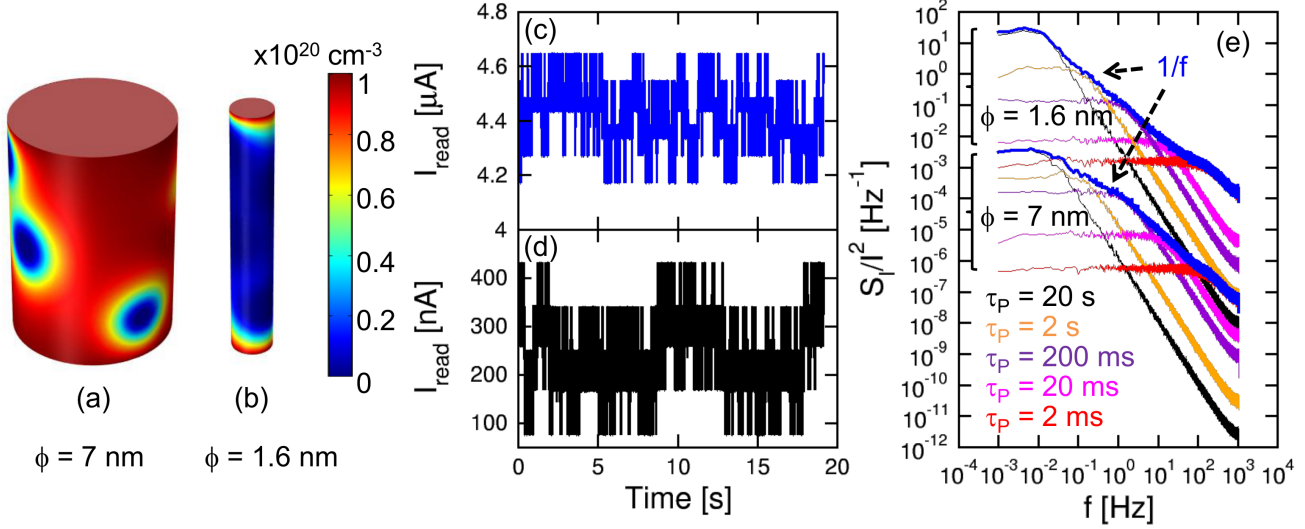 x10²⁰ cm⁻³
1
0.8
0.6
0.4
0.2
0
(a)
(b)
ϕ = 7 nm
ϕ = 1.6 nm
4.8
4.6
4.4
4.2
4
I_read [μA]
(c)
400
300
200
100
I_read [nA]
(d)
0
5
10
15
20
Time [s]
10²
10¹
10⁰
10⁻¹
10⁻²
10⁻³
10⁻⁴
10⁻⁵
10⁻⁶
10⁻⁷
10⁻⁸
10⁻⁹
10⁻¹⁰
10⁻¹¹
10⁻¹²
S_I/I² [Hz⁻¹]
(e)
1/f
ϕ = 1.6 nm
ϕ = 7 nm
τ_P = 20 s
τ_P = 2 s
τ_P = 200 ms
τ_P = 20 ms
τ_P = 2 ms
10⁻⁴ 10⁻³ 10⁻² 10⁻¹ 10⁰ 10¹ 10² 10³ 10⁴
f [Hz]